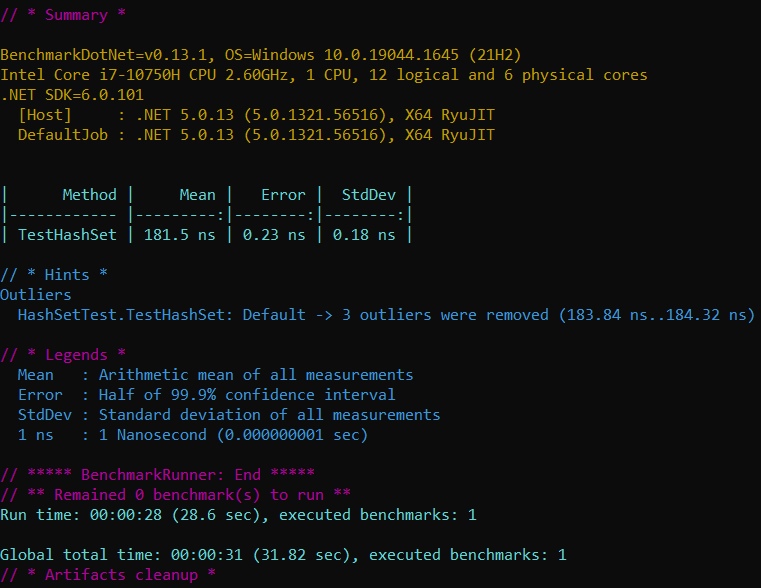 // * Summary *
BenchmarkDotNet=v0.13.1, OS=Windows 10.0.19044.1645 (21H2)
Intel Core i7-10750H CPU 2.60GHz, 1 CPU, 12 logical and 6 physical cores
.NET SDK=6.0.101
  [Host]     : .NET 5.0.13 (5.0.1321.56516), X64 RyuJIT
  DefaultJob : .NET 5.0.13 (5.0.1321.56516), X64 RyuJIT
|      Method |     Mean |   Error |  StdDev |
|------------ |---------:|--------:|--------:|
| TestHashSet | 181.5 ns | 0.23 ns | 0.18 ns |
// * Hints *
Outliers
  HashSetTest.TestHashSet: Default -> 3 outliers were removed (183.84 ns..184.32 ns)
// * Legends *
  Mean   : Arithmetic mean of all measurements
  Error  : Half of 99.9% confidence interval
  StdDev : Standard deviation of all measurements
  1 ns   : 1 Nanosecond (0.000000001 sec)
// ***** BenchmarkRunner: End *****
// ** Remained 0 benchmark(s) to run **
Run time: 00:00:28 (28.6 sec), executed benchmarks: 1
Global total time: 00:00:31 (31.82 sec), executed benchmarks: 1
// * Artifacts cleanup *